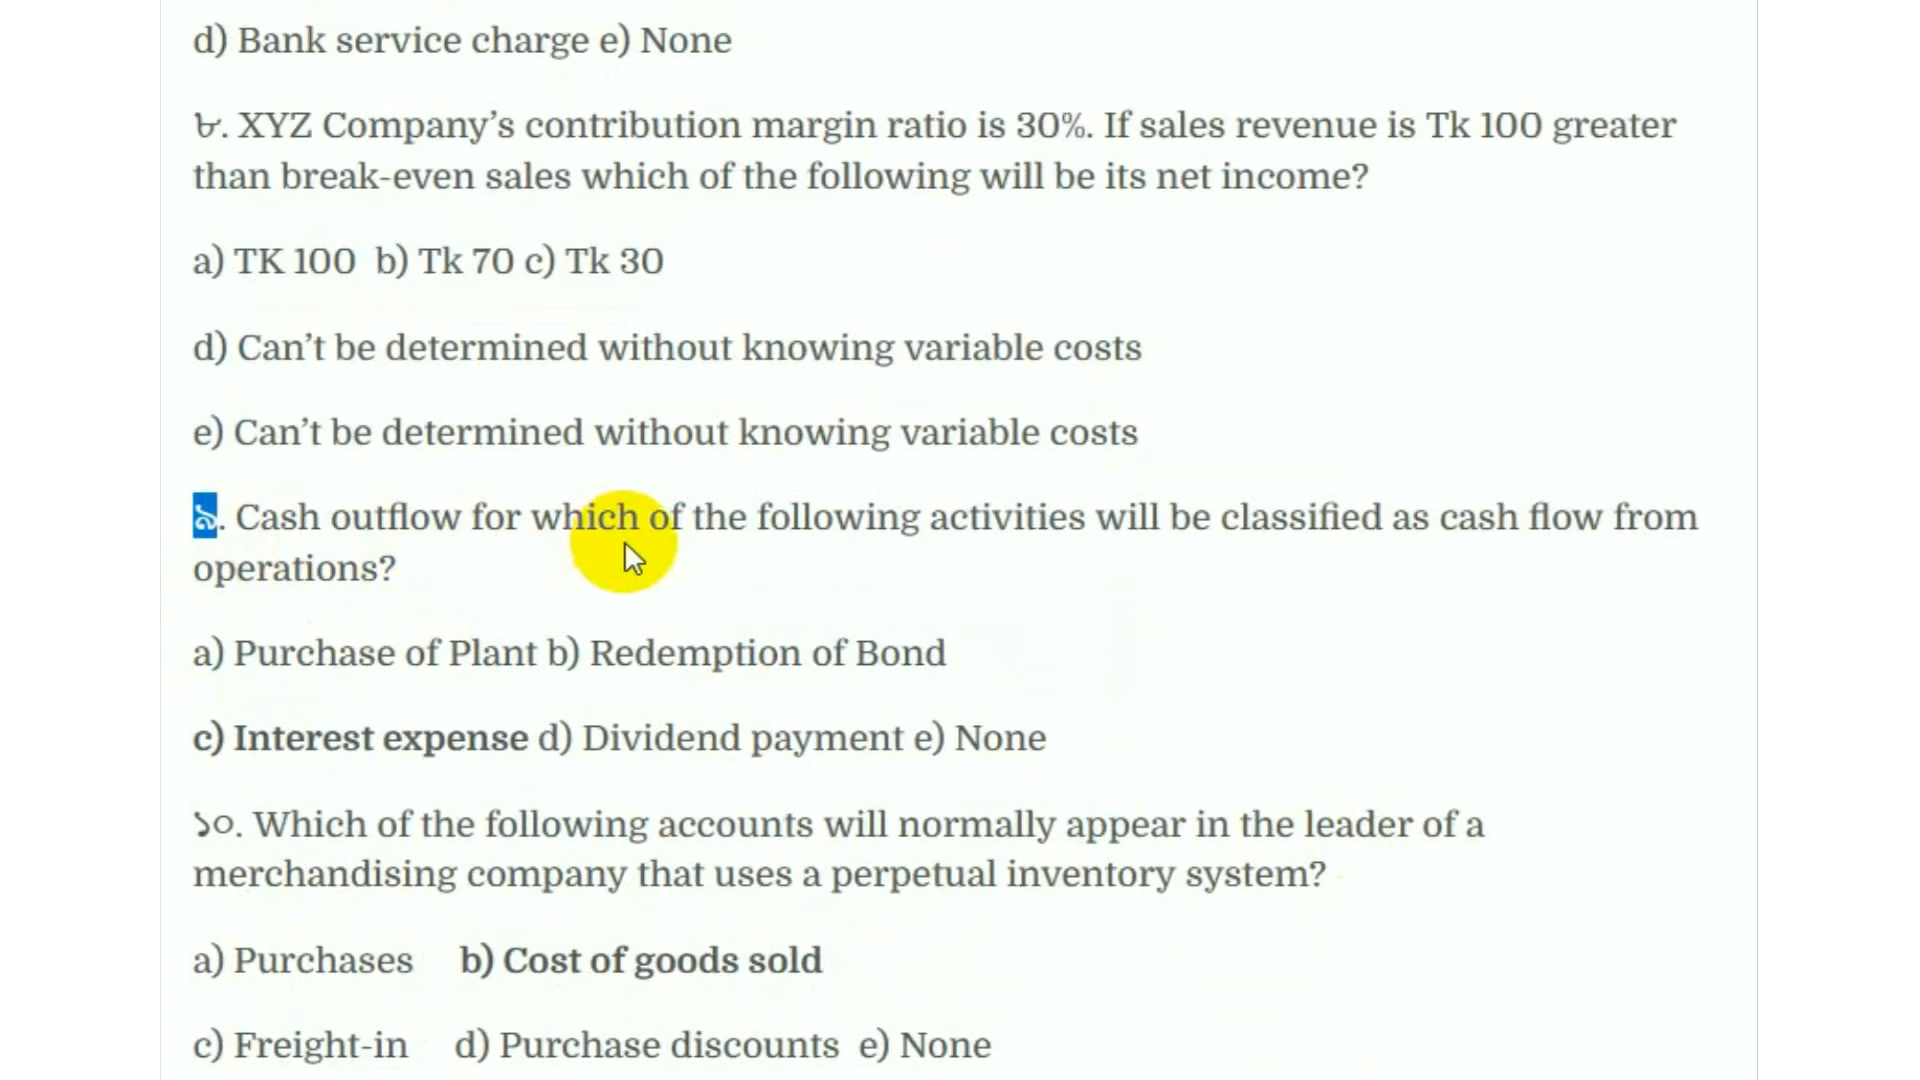 d) Bank service charge e) None
৮. XYZ Company’s contribution margin ratio is 30%. If sales revenue is Tk 100 greater
than break-even sales which of the following will be its net income?
a) TK 100 b) Tk 70 c) Tk 30
d) Can’t be determined without knowing variable costs
e) Can’t be determined without knowing variable costs
৯. Cash outflow for which of the following activities will be classified as cash flow from
operations?
a) Purchase of Plant b) Redemption of Bond
c) Interest expense d) Dividend payment e) None
১০. Which of the following accounts will normally appear in the leader of a
merchandising company that uses a perpetual inventory system?
a) Purchases b) Cost of goods sold
c) Freight-in d) Purchase discounts e) None